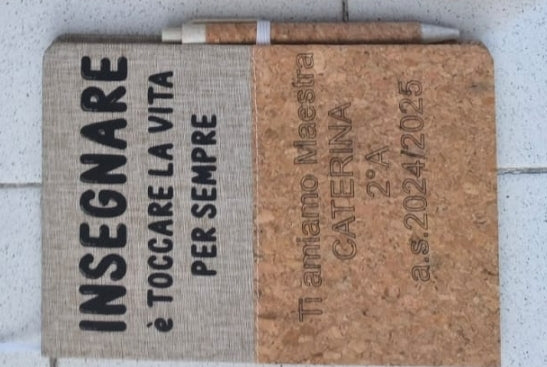 INSEGNARE
è TOCCARE LA VITA
PER SEMPRE
Ti amiamo Maestra
CATERINA
2°A
a.s.2024/2025